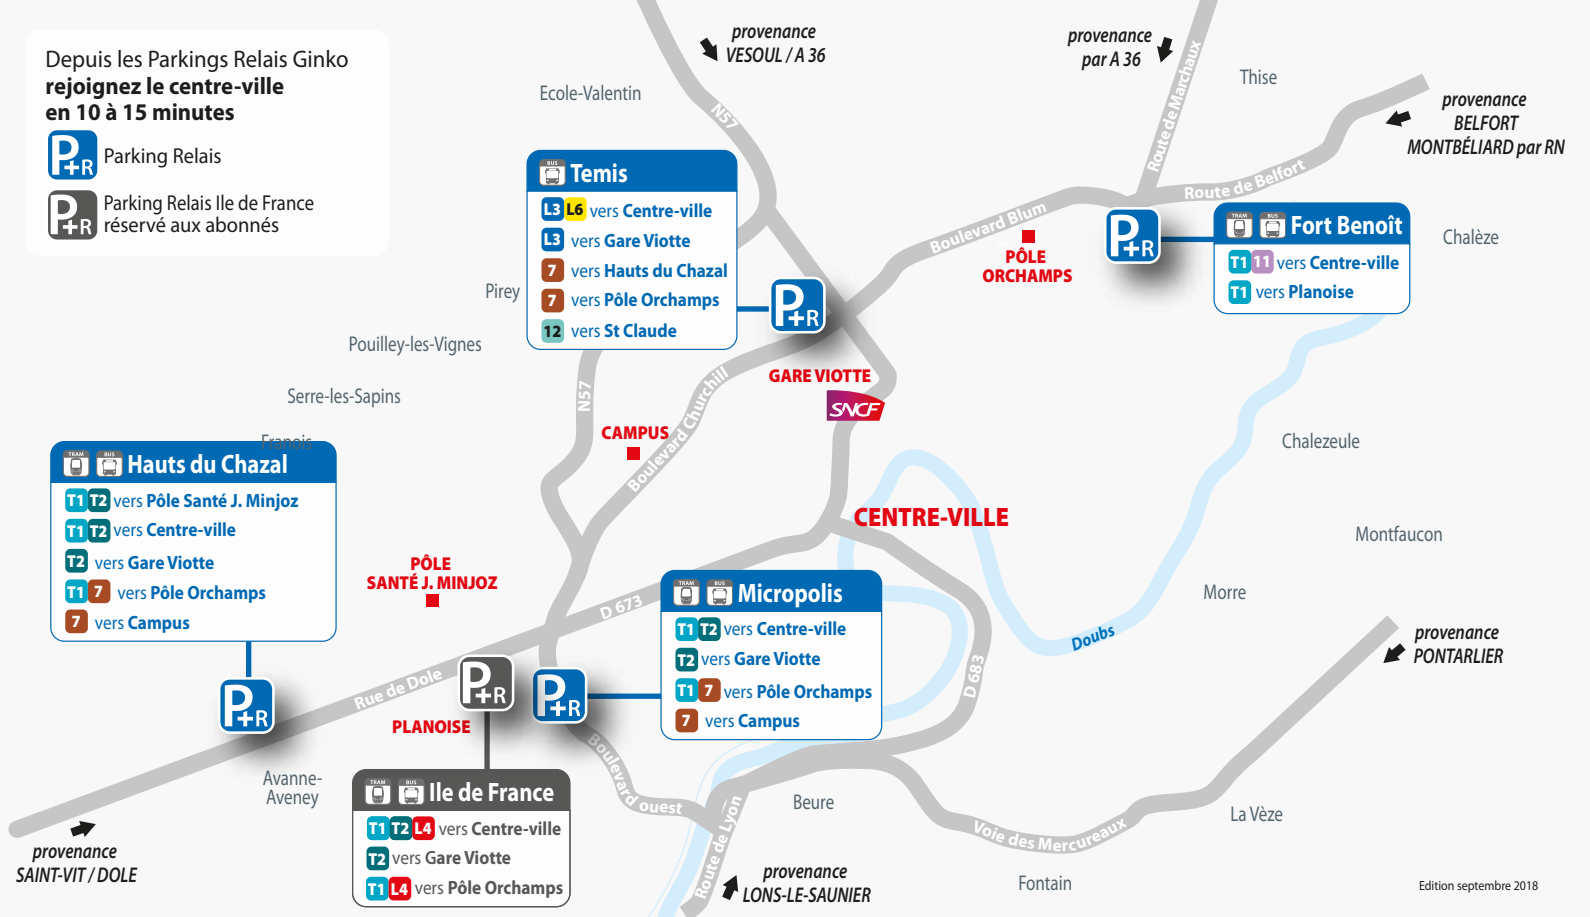 Depuis les Parkings Relais Ginko
rejoignez le centre-ville
en 10 à 15 minutes
P+R Parking Relais
P+R Parking Relais Ile de France
réservé aux abonnés
provenance
VESOUL / A 36
provenance
par A 36
Thise
Ecole-Valentin
provenance
BELFORT
MONTBÉLIARD par RN
N57
Route de Marchaux
Route de Belfort
Boulevard Blum
BUS Temis
L3 L6 vers Centre-ville
L3 vers Gare Viotte
7 vers Hauts du Chazal
7 vers Pôle Orchamps
12 vers St Claude
P+R
PÔLE
ORCHAMPS
P+R
TRAM BUS Fort Benoît
T1 11 vers Centre-ville
T1 vers Planoise
Chalèze
Pirey
Pouilley-les-Vignes
Serre-les-Sapins
Franois
GARE VIOTTE
SNCF
N57
Boulevard Churchill
CAMPUS
Chalezeule
TRAM BUS Hauts du Chazal
T1 T2 vers Pôle Santé J. Minjoz
T1 T2 vers Centre-ville
T2 vers Gare Viotte
T1 7 vers Pôle Orchamps
7 vers Campus
P+R
CENTRE-VILLE
Montfaucon
PÔLE
SANTÉ J. MINJOZ
D 673
Morre
TRAM BUS Micropolis
T1 T2 vers Centre-ville
T2 vers Gare Viotte
T1 7 vers Pôle Orchamps
7 vers Campus
P+R
Doubs
D 683
provenance
PONTARLIER
Rue de Dole
P+R
PLANOISE
Boulevard ouest
Avanne-
Aveney
TRAM BUS Ile de France
T1 T2 L4 vers Centre-ville
T2 vers Gare Viotte
T1 L4 vers Pôle Orchamps
Beure
La Vèze
Voie des Mercureaux
Route de Lyon
provenance
SAINT-VIT / DOLE
provenance
LONS-LE-SAUNIER
Fontain
Edition septembre 2018